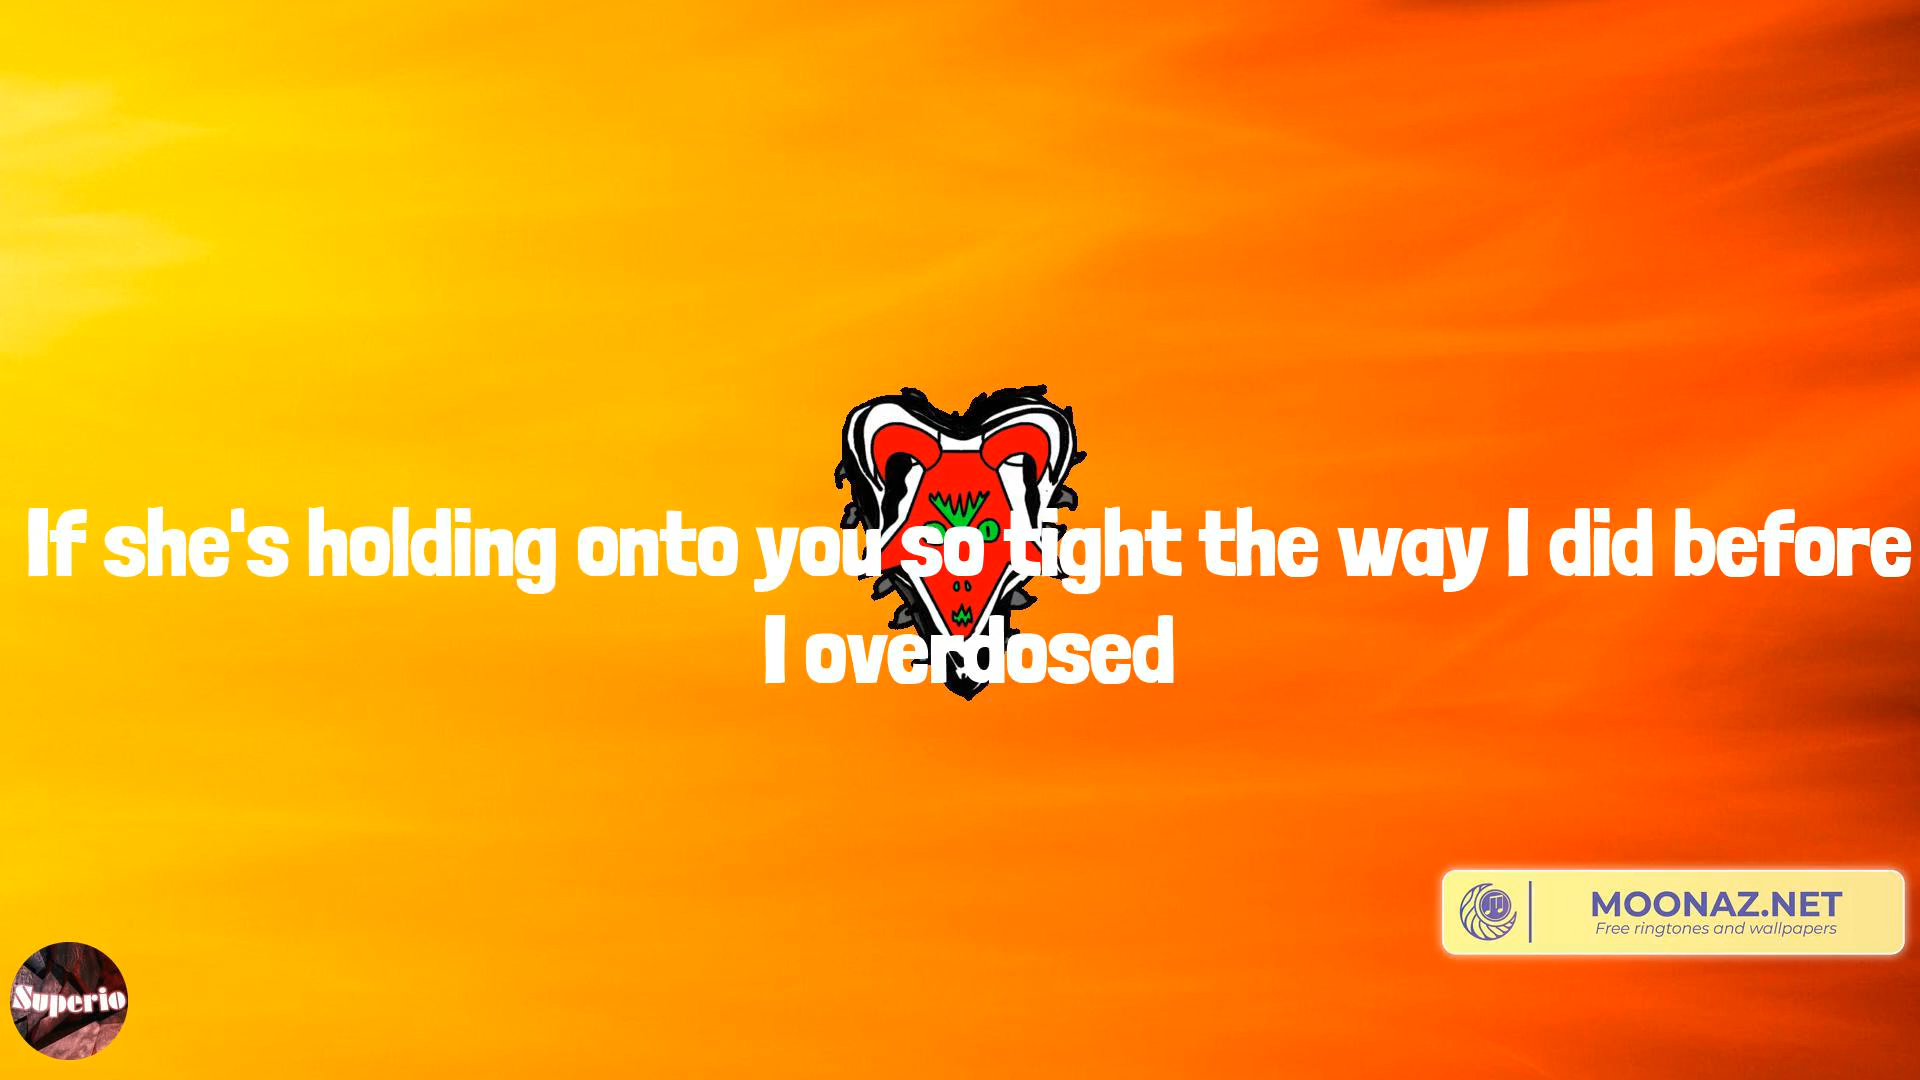 If she's holding onto you so tight the way I did before
I overdosed
MOONAZ.NET
Free ringtones and wallpapers
Superio